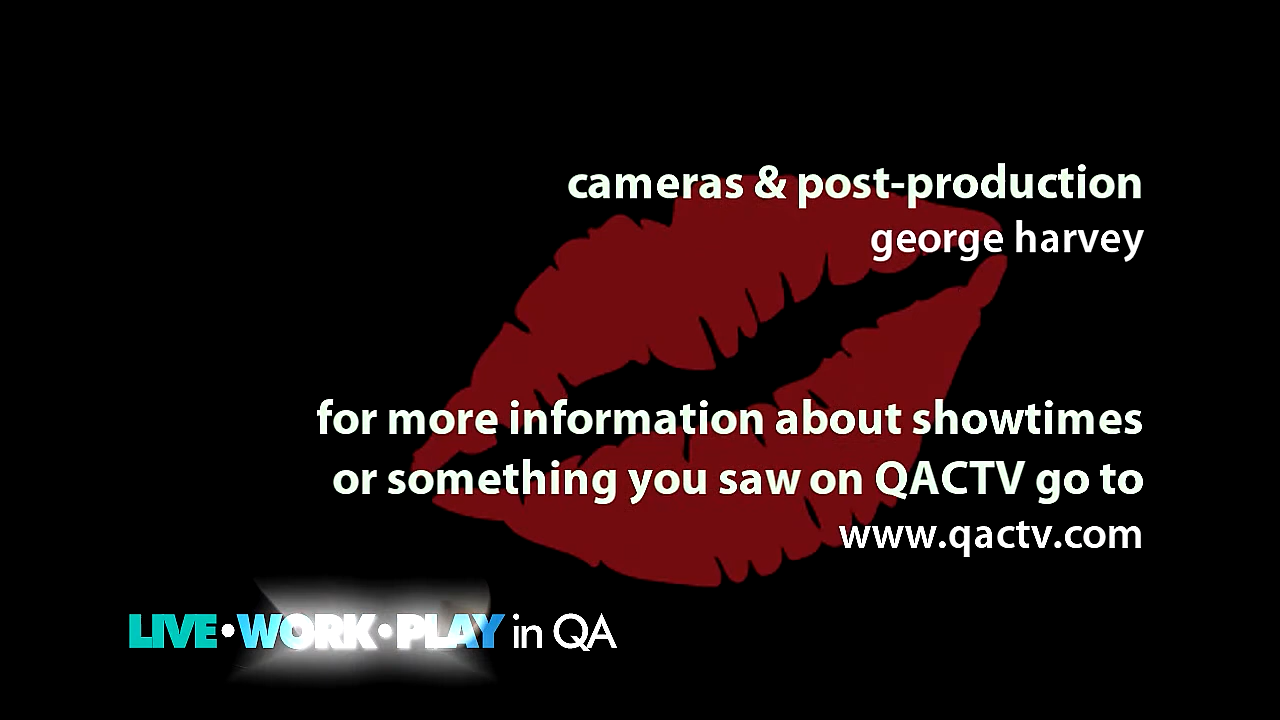 cameras & post-production
george harvey
for more information about showtimes
or something you saw on QACTV go to
www.qactv.com
LIVE•WORK•PLAY in QA